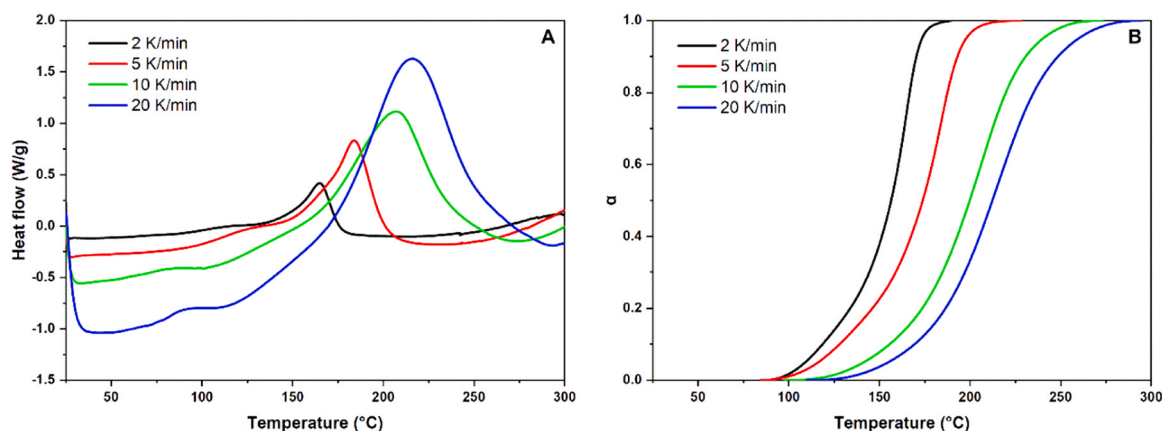 A
2 K/min
5 K/min
10 K/min
20 K/min
2.0
1.5
1.0
0.5
0.0
-0.5
-1.0
-1.5
Heat flow (W/g)
50 100 150 200 250 300
Temperature (°C)
B
2 K/min
5 K/min
10 K/min
20 K/min
1.0
0.8
0.6
0.4
0.2
0.0
α
50 100 150 200 250 300
Temperature (°C)